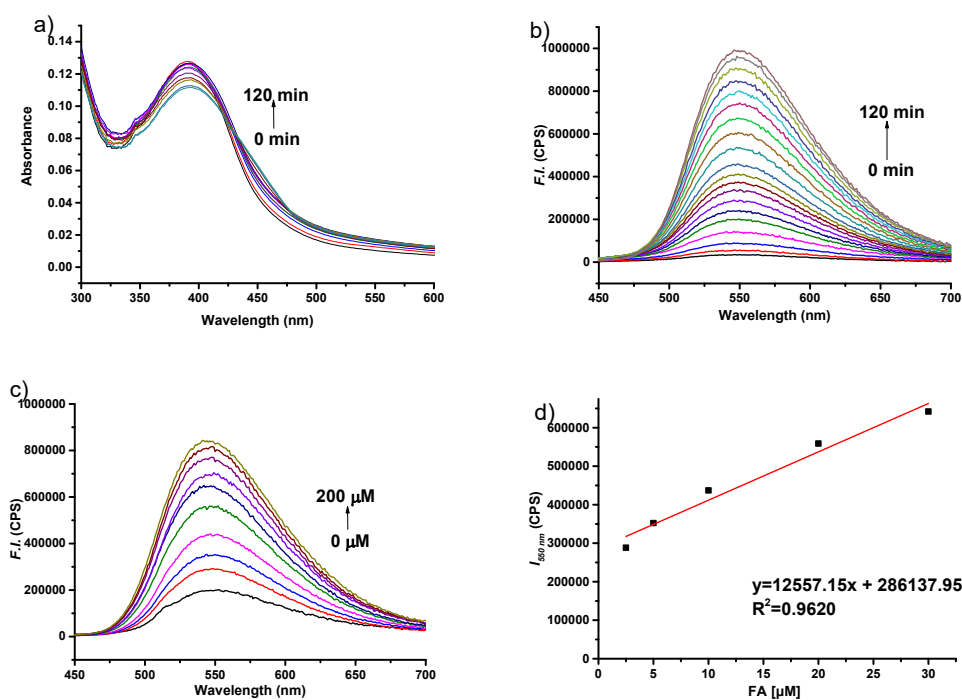 a)
0.14
0.12
0.10
0.08
0.06
0.04
0.02
0.00
Absorbance
120 min
0 min
300 350 400 450 500 550 600
Wavelength (nm)
b)
1000000
800000
600000
400000
200000
0
F.I. (CPS)
120 min
0 min
450 500 550 600 650 700
Wavelength (nm)
c)
1000000
800000
600000
400000
200000
0
F.I. (CPS)
200 µM
0 µM
450 500 550 600 650 700
Wavelength (nm)
d)
600000
500000
400000
300000
200000
100000
0
I550 nm (CPS)
y=12557.15x + 286137.95
R²=0.9620
0 5 10 15 20 25 30
FA [µM]